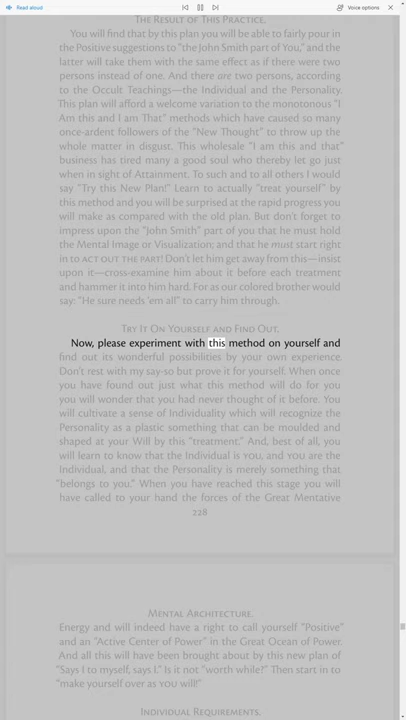 Read aloud
Voice options
The Result of This Practice.
You will find that by this plan you will be able to fairly pour in
the Positive suggestions to "the John Smith part of You," and the
latter will take them with the same effect as if there were two
persons instead of one. And there are two persons, according
to the Occult Teachings—the Individual and the Personality.
This plan will afford a welcome variation to the monotonous "I
Am this and I am That" methods which have caused so many
once-ardent followers of the "New Thought" to throw up the
whole matter in disgust. This wholesale "I am this and that"
business has tired many a good soul who thereby let go just
when in sight of Attainment. To such and to all others I would
say "Try this New Plan!" Learn to actually "treat yourself" by
this method and you will be surprised at the rapid progress you
will make as compared with the old plan. But don't forget to
impress upon the "John Smith" part of you that he must hold
the Mental Image or Visualization; and that he must start right
in to act out the part! Don't let him get away from this—insist
upon it—cross-examine him about it before each treatment
and hammer it into him hard. For as our colored brother would
say: "He sure needs 'em all" to carry him through.
Try It On Yourself and Find Out.
Now, please experiment with this method on yourself and
find out its wonderful possibilities by your own experience.
Don't rest with my say-so but prove it for yourself. When once
you have found out just what this method will do for you
you will wonder that you had never thought of it before. You
will cultivate a sense of Individuality which will recognize the
Personality as a plastic something that can be moulded and
shaped at your Will by this "treatment." And, best of all, you
will learn to know that the Individual is YOU, and YOU are the
Individual, and that the Personality is merely something that
"belongs to you." When you have reached this stage you will
have called to your hand the forces of the Great Mentative
228
Mental Architecture.
Energy and will indeed have a right to call yourself "Positive"
and an "Active Center of Power" in the Great Ocean of Power.
And all this will have been brought about by this new plan of
"Says I to myself, says I." Is it not "worth while?" Then start in to
"make yourself over as YOU will!"
Individual Requirements.